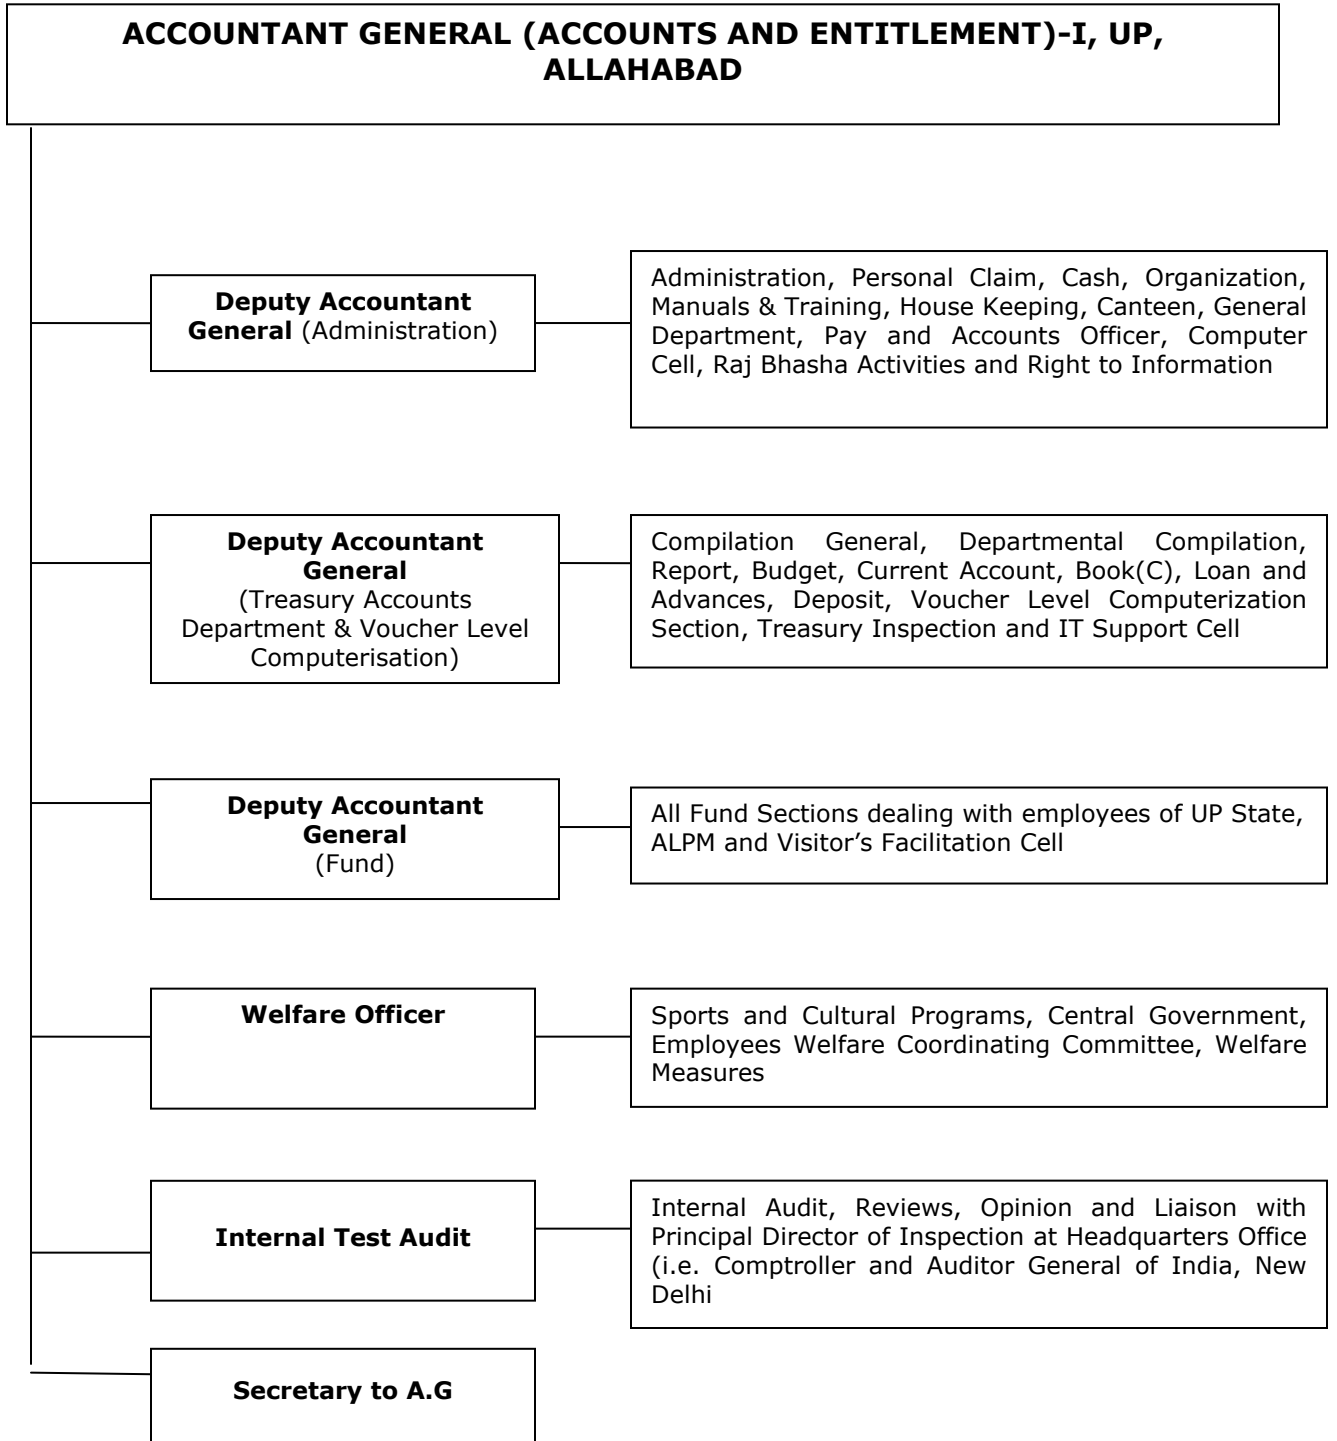 ACCOUNTANT GENERAL (ACCOUNTS AND ENTITLEMENT)-I, UP,
ALLAHABAD
Deputy Accountant
General (Administration)
Administration, Personal Claim, Cash, Organization,
Manuals & Training, House Keeping, Canteen, General
Department, Pay and Accounts Officer, Computer
Cell, Raj Bhasha Activities and Right to Information
Deputy Accountant
General
(Treasury Accounts
Department & Voucher Level
Computerisation)
Compilation General, Departmental Compilation,
Report, Budget, Current Account, Book(C), Loan and
Advances, Deposit, Voucher Level Computerization
Section, Treasury Inspection and IT Support Cell
Deputy Accountant
General
(Fund)
All Fund Sections dealing with employees of UP State,
ALPM and Visitor’s Facilitation Cell
Welfare Officer
Sports and Cultural Programs, Central Government,
Employees Welfare Coordinating Committee, Welfare
Measures
Internal Test Audit
Internal Audit, Reviews, Opinion and Liaison with
Principal Director of Inspection at Headquarters Office
(i.e. Comptroller and Auditor General of India, New
Delhi
Secretary to A.G